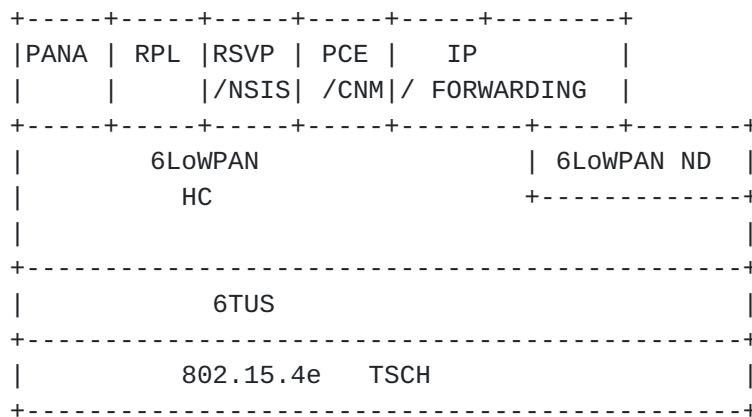 +-----+-----+-----+-----+-----+--------+
|PANA | RPL |RSVP | PCE |   IP         |
|     |     |/NSIS| /CNM|/ FORWARDING  |
+-----+-----+-----+-----+--------+-----+-------+
|        6LoWPAN                 | 6LoWPAN ND  |
|          HC                    +-------------+
|                                              |
+----------------------------------------------+
|            6TUS                              |
+----------------------------------------------+
|          802.15.4e   TSCH                    |
+----------------------------------------------+